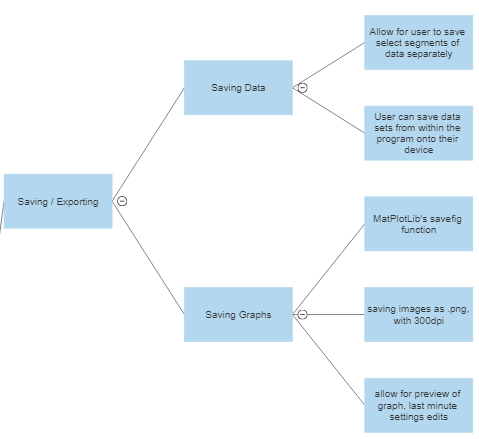 Allow for user to save
select segments of
data separately
Saving Data
User can save data
sets from within the
program onto their
device
Saving / Exporting
MatPlotLib's savefig
function
Saving Graphs
saving images as .png,
with 300dpi
allow for preview of
graph, last minute
settings edits